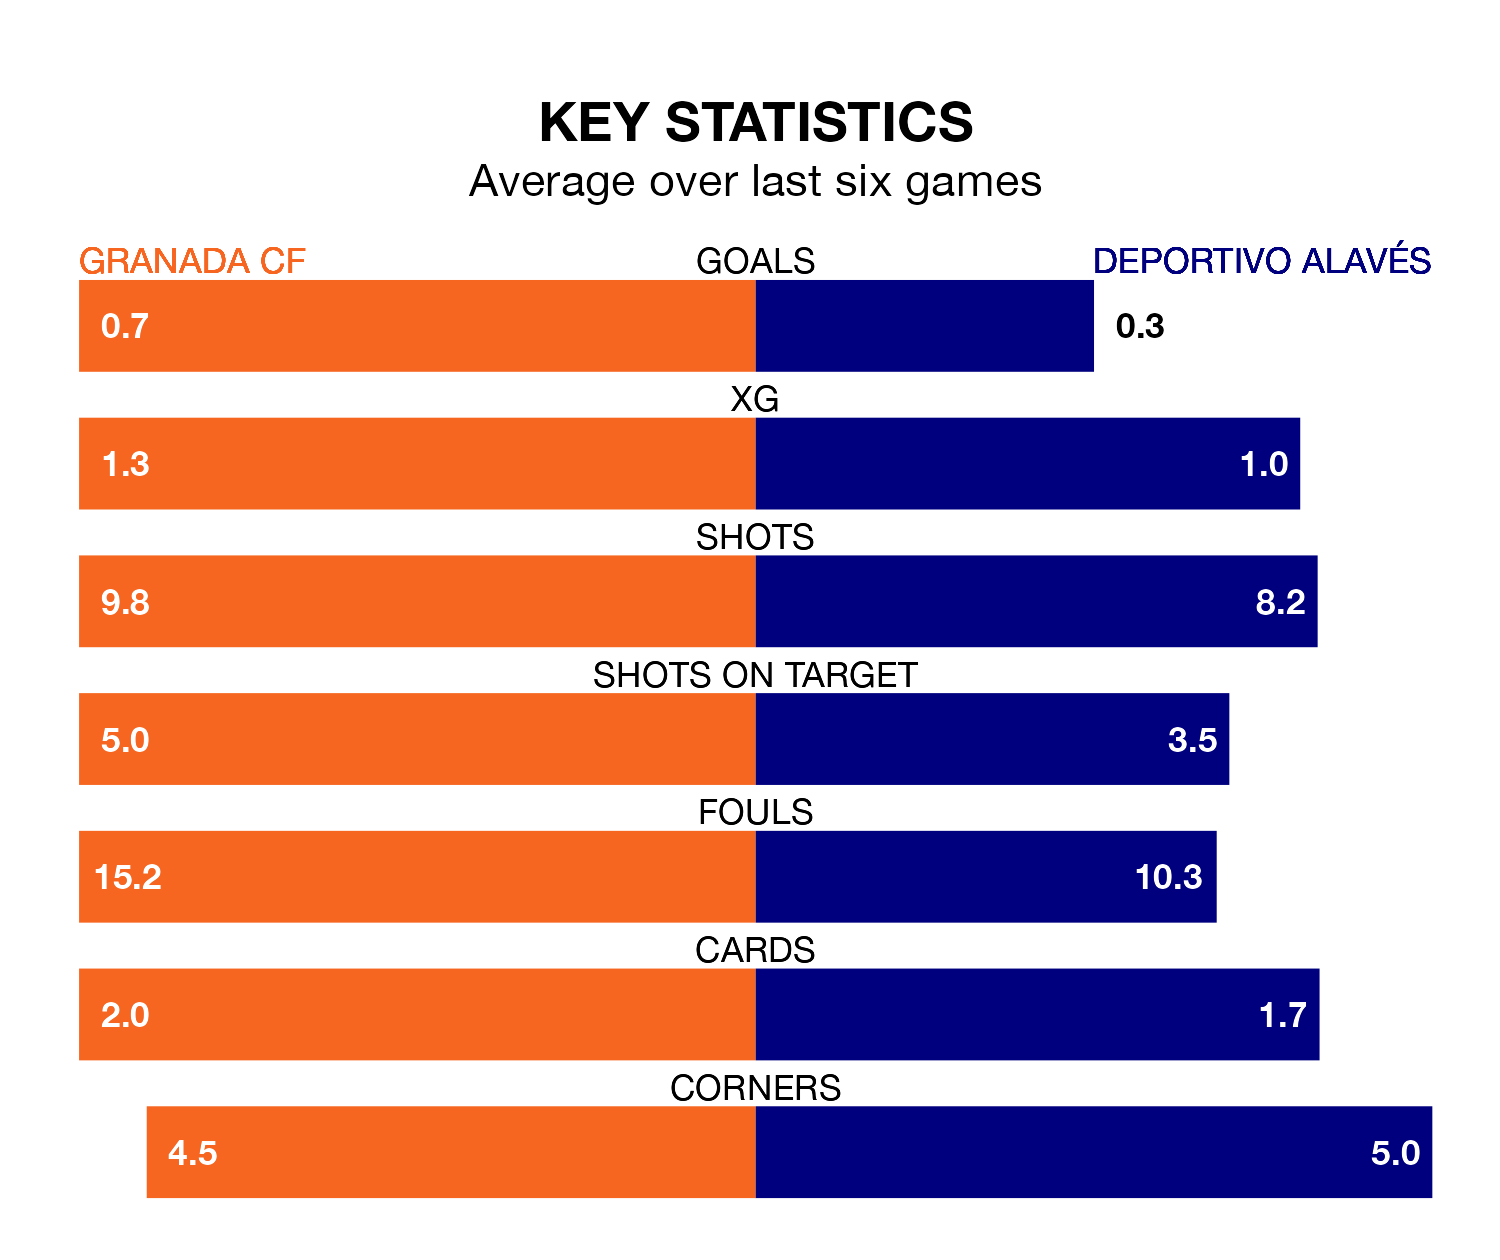 KEY STATISTICS
Average over last six games
GRANADA CF GOALS DEPORTIVO ALAVÉS
0.7 0.3
XG
1.3 1.0
SHOTS
9.8 8.2
SHOTS ON TARGET
5.0 3.5
FOULS
15.2 10.3
CARDS
2.0 1.7
CORNERS
4.5 5.0